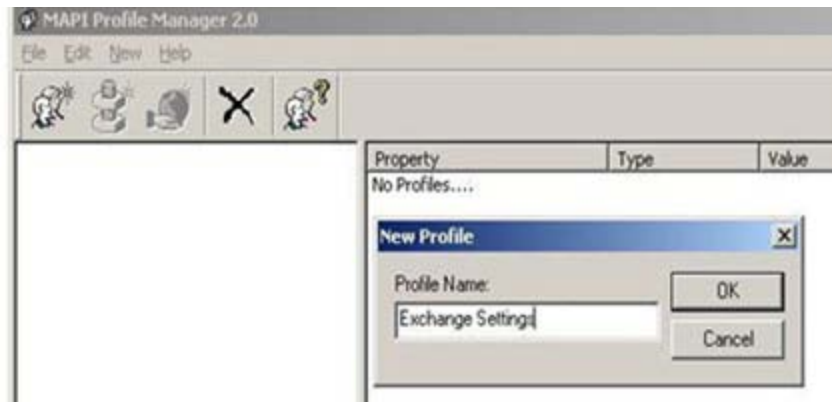 MAPI Profile Manager 2.0
File Edit New Help
Property Type Value
No Profiles....
New Profile
Profile Name:
OK
Exchange Settings
Cancel